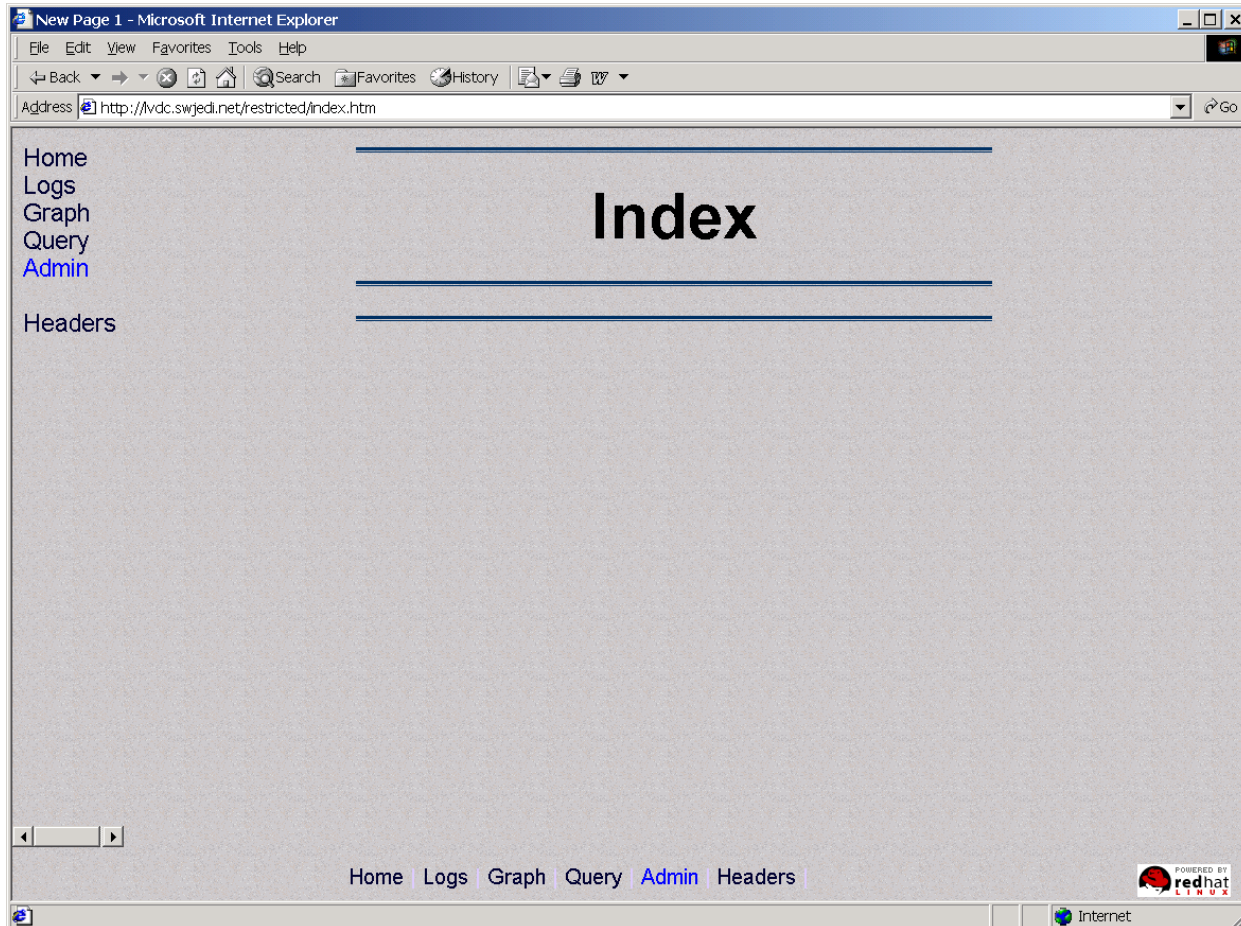 New Page 1 - Microsoft Internet Explorer
File Edit View Favorites Tools Help
Back Search Favorites History
Address http://lvdc.swjedi.net/restricted/index.htm Go
Home
Logs
Graph
Query
Admin
Headers
Index
Home | Logs | Graph | Query | Admin | Headers |
POWERED BY
redhat
LINUX
Internet